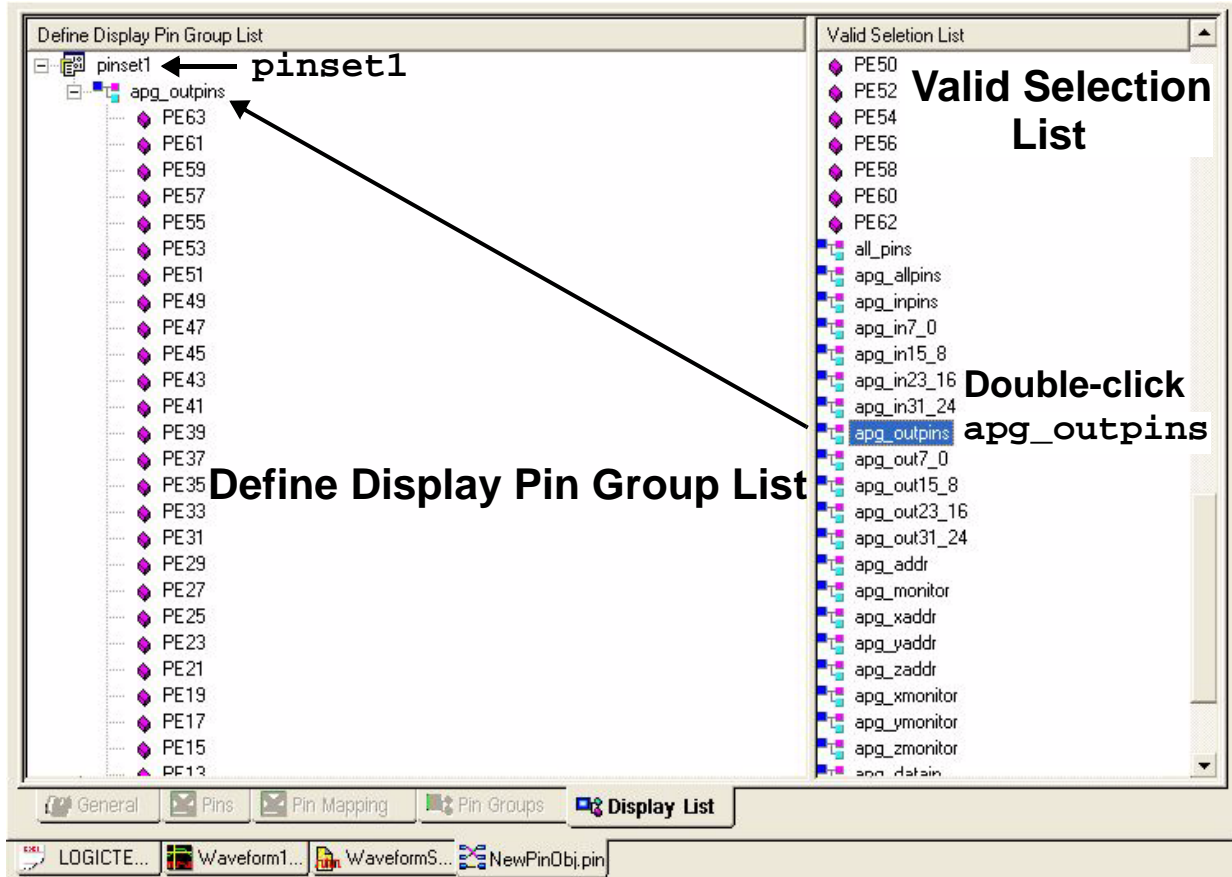 Define Display Pin Group List
pinset1
pinset1
apg_outpins
PE63
PE61
PE59
PE57
PE55
PE53
PE51
PE49
PE47
PE45
PE43
PE41
PE39
PE37
PE35
Define Display Pin Group List
PE33
PE31
PE29
PE27
PE25
PE23
PE21
PE19
PE17
PE15
PE13
Valid Seletion List
PE50
PE52
PE54
PE56
PE58
PE60
PE62
Valid Selection
List
all_pins
apg_allpins
apg_inpins
apg_in7_0
apg_in15_8
apg_in23_16
apg_in31_24
apg_outpins
Double-click
apg_outpins
apg_out7_0
apg_out15_8
apg_out23_16
apg_out31_24
apg_addr
apg_monitor
apg_xaddr
apg_yaddr
apg_zaddr
apg_xmonitor
apg_ymonitor
apg_zmonitor
apg_datain
General Pins Pin Mapping Pin Groups Display List
LOGICTE... Waveform1... WaveformS... NewPinObj.pin